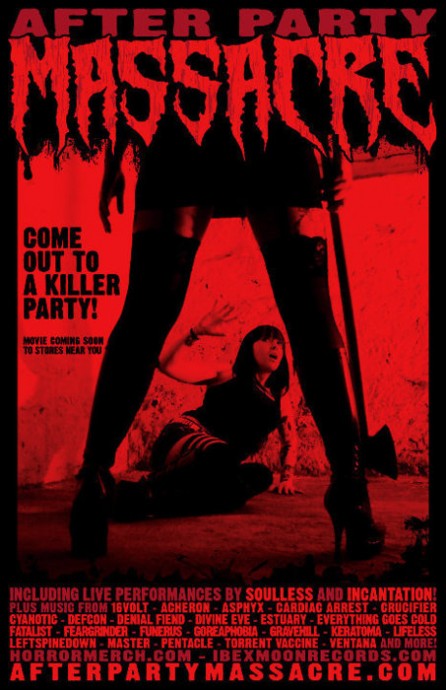 AFTER PARTY
MASSACRE
COME
OUT TO
A KILLER
PARTY!
MOVIE COMING SOON
TO STORES NEAR YOU
INCLUDING LIVE PERFORMANCES BY SOULLESS AND INCANTATION!
PLUS MUSIC FROM 16VOLT - ACHERON - ASPHYX - CARDIAC ARREST - CRUCIFIER
CYANOTIC - DEFCON - DENIAL FIEND - DIVINE EVE - ESTUARY - EVERYTHING GOES COLD
FATALIST - FEARGRINDER - FUNERUS - GOREAPHOBIA - GRAVEHILL - KERATOMA - LIFELESS
LEFTSPINEDOWN - MASTER - PENTACLE - TORRENT VACCINE - VENTANA AND MORE!
HORRORMERCH.COM - IBEXMOONRECORDS.COM
AFTERPARTYMASSACRE.COM